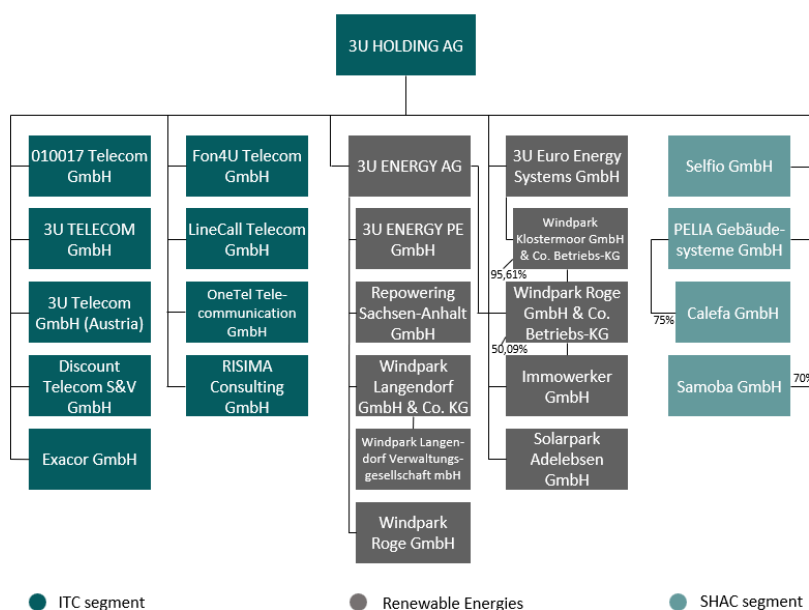 3U HOLDING AG
010017 Telecom
GmbH
3U TELECOM
GmbH
3U Telecom
GmbH (Austria)
Discount
Telecom S&V
GmbH
Exacor GmbH
Fon4U Telecom
GmbH
LineCall Telecom
GmbH
OneTel Tele-
communication
GmbH
RISIMA
Consulting
GmbH
3U ENERGY AG
3U ENERGY PE
GmbH
Repowering
Sachsen-Anhalt
GmbH
Windpark
Langendorf
GmbH & Co. KG
Windpark Langen-
dorf Verwaltungs-
gesellschaft mbH
Windpark
Roge GmbH
3U Euro Energy
Systems GmbH
Windpark
Klostermoor GmbH
& Co. Betriebs-KG
95,61%
Windpark Roge
GmbH & Co.
Betriebs-KG
50,09%
Immowerker
GmbH
Solarpark
Adelebsen
GmbH
Selfio GmbH
PELIA Gebäude-
systeme GmbH
Calefa GmbH
75%
Samoba GmbH
70%
ITC segment
Renewable Energies
SHAC segment